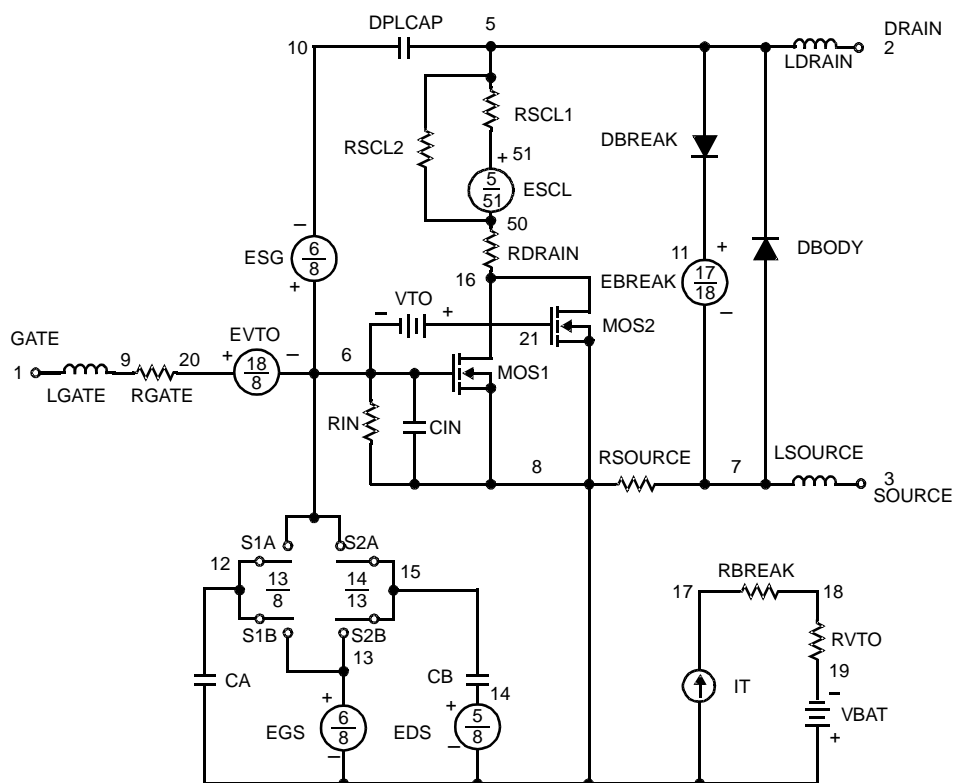 DPLCAP
5
10
DRAIN
2
LDRAIN
RSCL1
RSCL2
+
51
DBREAK
5
51
ESCL
50
–
ESG
6
8
+
RDRAIN
16
11
+
DBODY
EBREAK
17
18
–
-
VTO
+
MOS2
21
GATE
1
9
20
EVTO
+
18
8
–
6
MOS1
LGATE
RGATE
RIN
CIN
8
RSOURCE
7
LSOURCE
3
SOURCE
S1A
S2A
12
13
8
14
13
15
S1B
S2B
13
RBREAK
17
18
RVTO
CA
CB
14
19
IT
-
VBAT
+
+
EGS
6
8
–
+
EDS
5
8
–